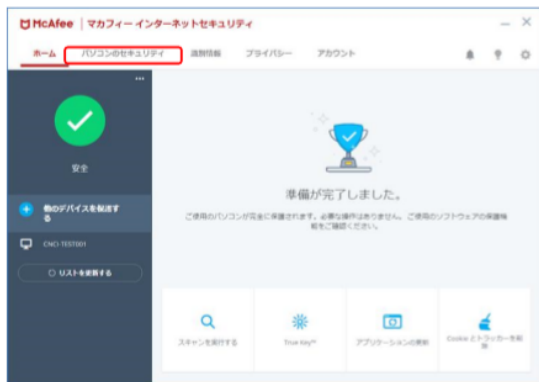 McAfee | マカフィー インターネットセキュリティ
ホーム パソコンのセキュリティ 識別情報 プライバシー アカウント
安全
他のデバイスを保護す
る
CNCI-TEST001
リストを更新する
準備が完了しました。
ご使用のパソコンが完全に保護されます。必要な操作はありません。ご使用のソフトウェアの保護機
能をご確認ください。
スキャンを実行する
True Key™
アプリケーションの更新
Cookie とトラッカーを削
除